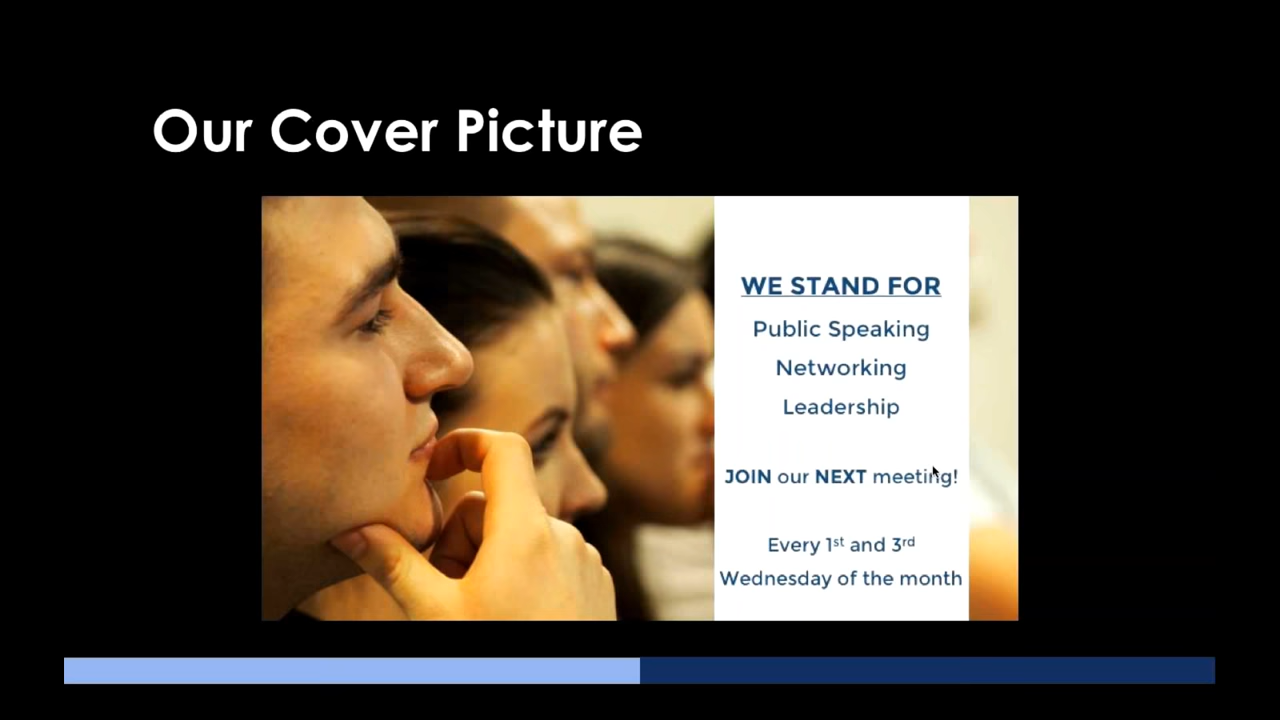 Our Cover Picture
WE STAND FOR
Public Speaking
Networking
Leadership
JOIN our NEXT meeting!
Every 1st and 3rd
Wednesday of the month